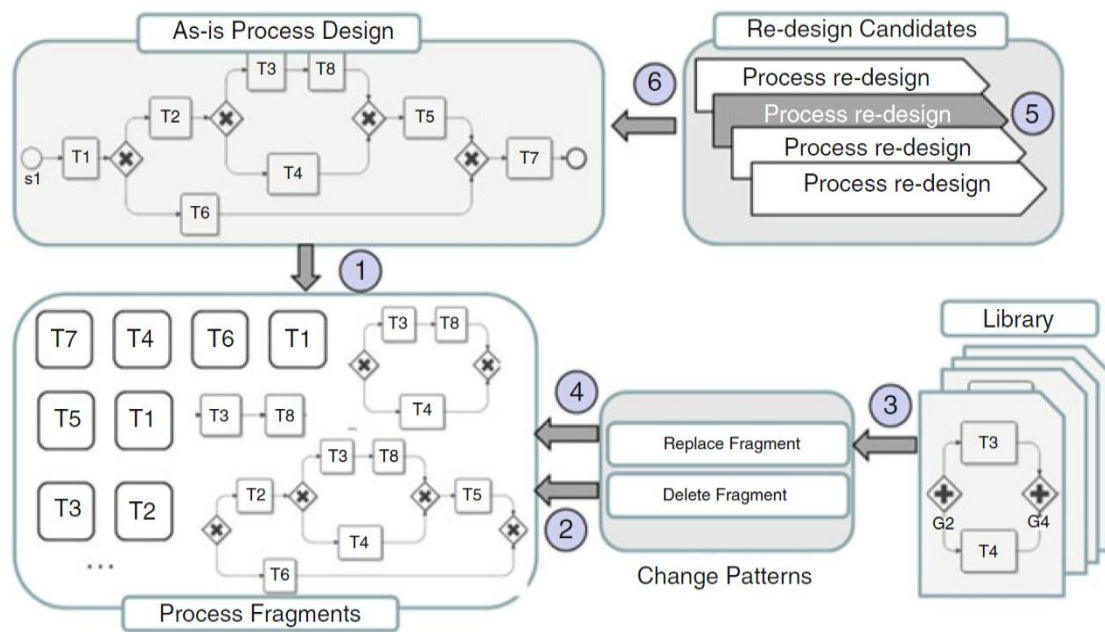 As-is Process Design
T3
T8
T2
T5
T1
T4
T7
s1
T6
Re-design Candidates
6
Process re-design
Process re-design
5
Process re-design
Process re-design
1
T7
T4
T6
T1
T3
T8
T4
T5
T1
T3
T8
T3
T2
T3
T8
T2
T5
T4
T6
...
Process Fragments
4
2
Replace Fragment
Delete Fragment
Change Patterns
3
Library
T3
G2
G4
T4